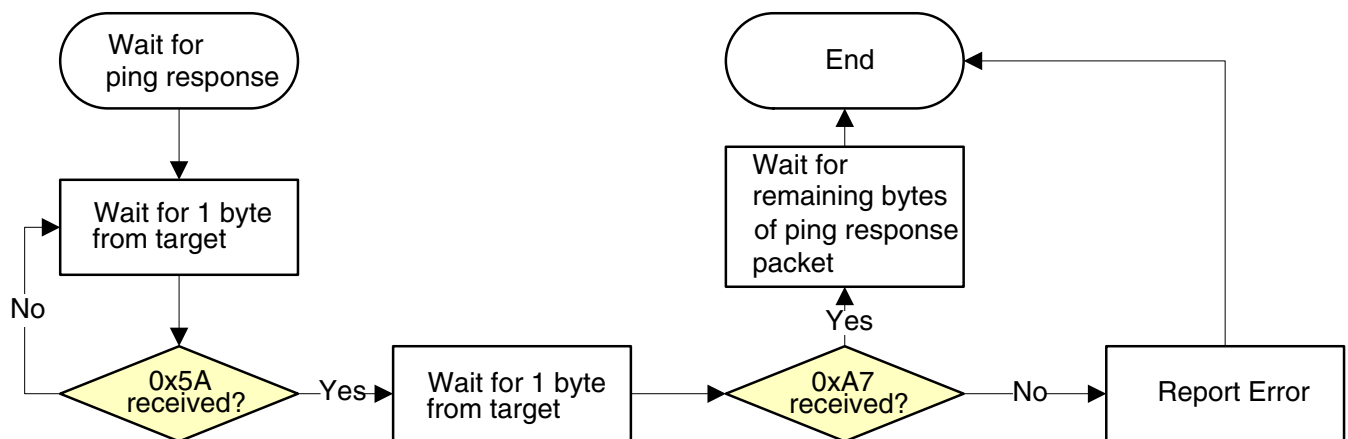 Wait for
ping response
Wait for 1 byte
from target
No
0x5A
received?
Yes
Wait for 1 byte
from target
0xA7
received?
Yes
Wait for
remaining bytes
of ping response
packet
End
No
Report Error